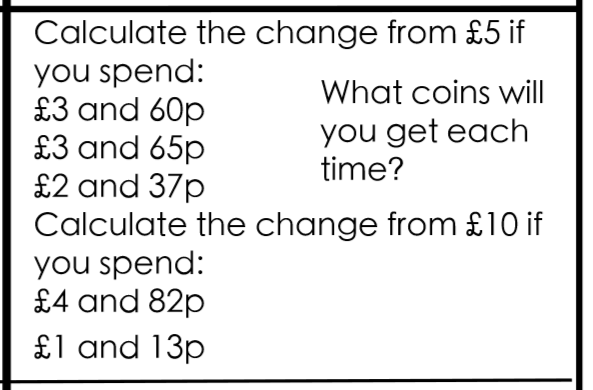 Calculate the change from £5 if
you spend:
£3 and 60p
£3 and 65p
£2 and 37p
What coins will
you get each
time?
Calculate the change from £10 if
you spend:
£4 and 82p
£1 and 13p